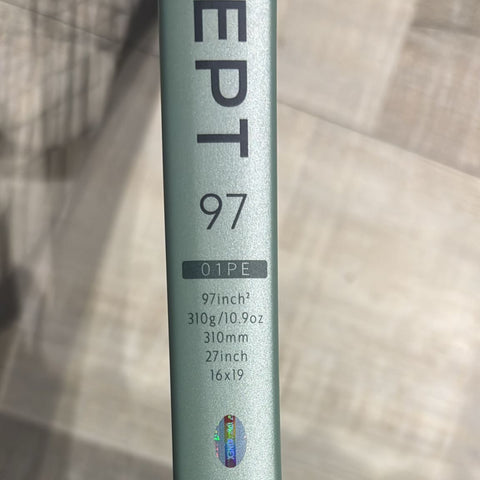 EPT
97
01PE
97inch²
310g/10.9oz
310mm
27inch
16x19